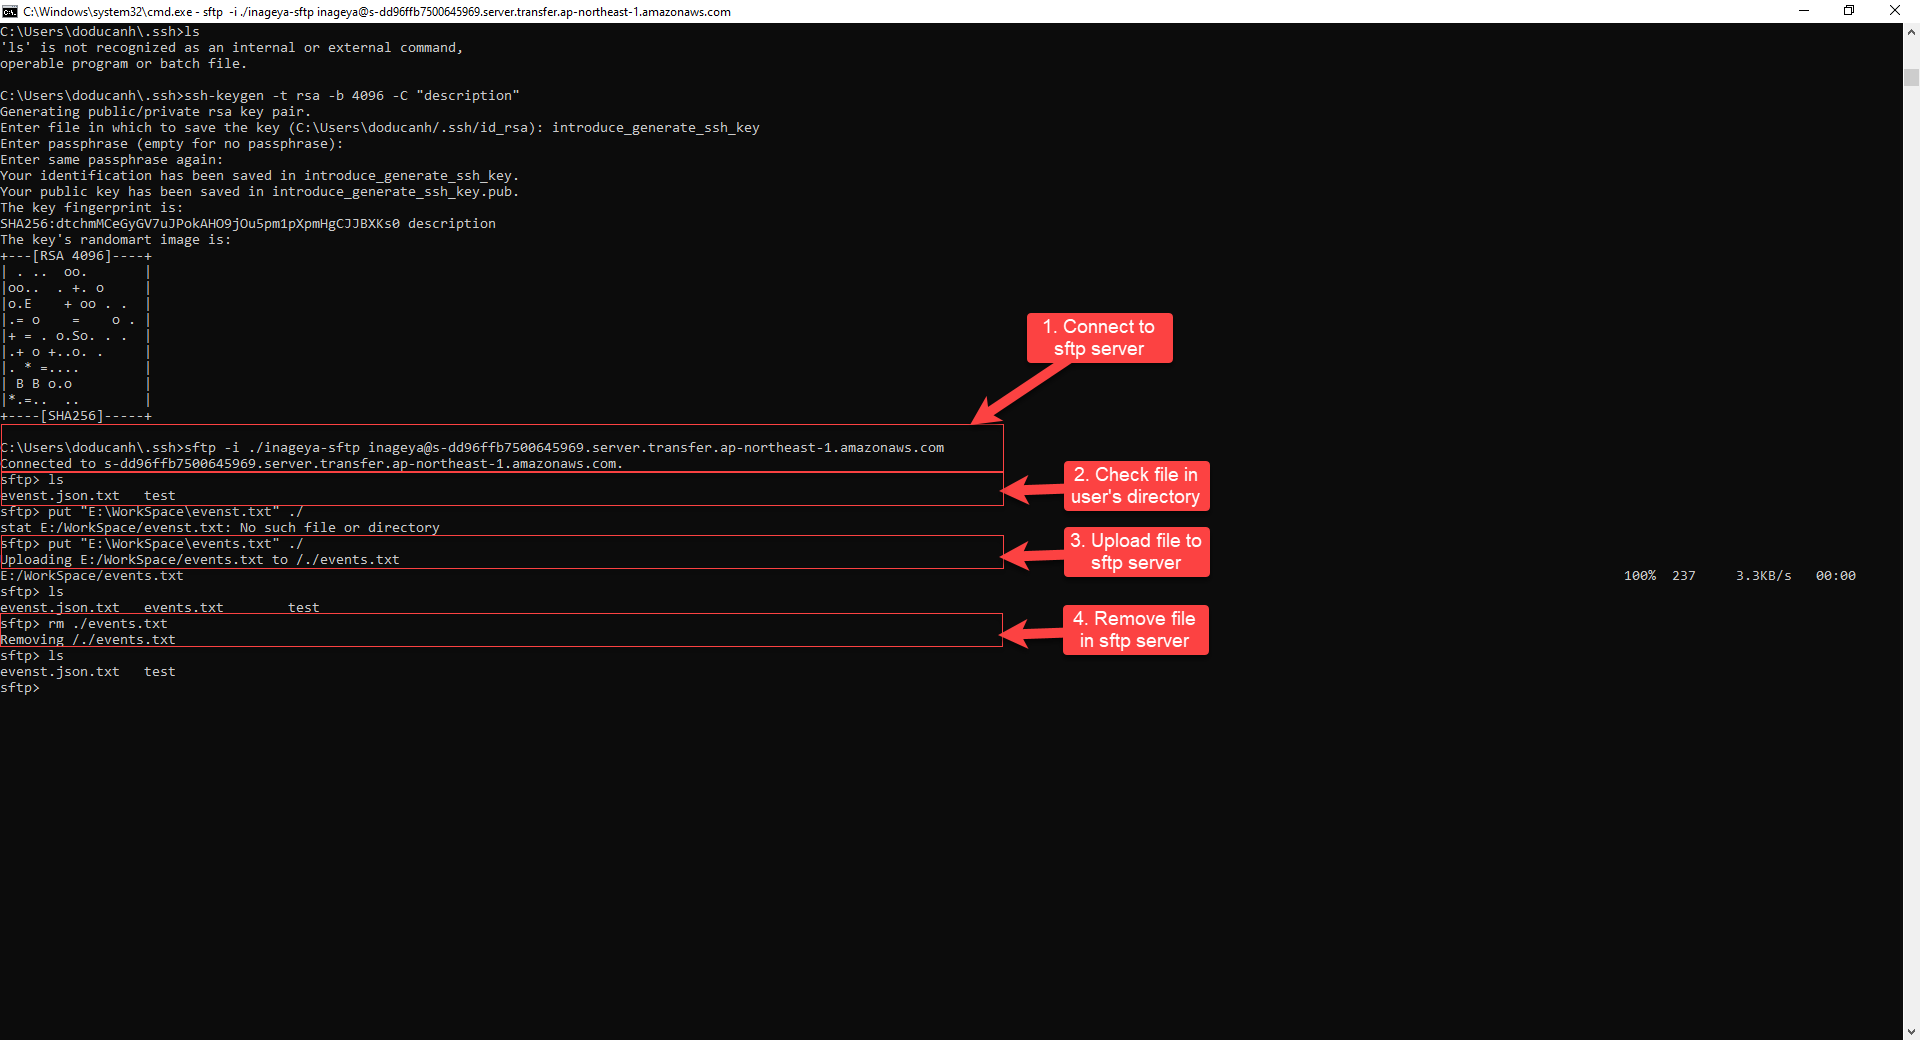 C:\Windows\system32\cmd.exe - sftp -i ./inageya-sftp inageya@s-dd96ffb7500645969.server.transfer.ap-northeast-1.amazonaws.com
C:\Users\doducanh\.ssh>ls
'ls' is not recognized as an internal or external command,
operable program or batch file.
C:\Users\doducanh\.ssh>ssh-keygen -t rsa -b 4096 -C "description"
Generating public/private rsa key pair.
Enter file in which to save the key (C:\Users\doducanh/.ssh/id_rsa): introduce_generate_ssh_key
Enter passphrase (empty for no passphrase):
Enter same passphrase again:
Your identification has been saved in introduce_generate_ssh_key.
Your public key has been saved in introduce_generate_ssh_key.pub.
The key fingerprint is:
SHA256:dtchmMCeGyGV7uJPokAHO9jOu5pm1pXpmHgCJJBXKs0 description
The key's randomart image is:
+---[RSA 4096]----+
| . ..  oo.       |
|oo..  . +. o     |
|o.E    + oo . .  |
|.= o    =    o . |
|+ = . o.So. . .  |
|.+ o +..o. .     |
|. * =....        |
| B B o.o         |
|*.=..  ..        |
+----[SHA256]-----+
1. Connect to
sftp server
C:\Users\doducanh\.ssh>sftp -i ./inageya-sftp inageya@s-dd96ffb7500645969.server.transfer.ap-northeast-1.amazonaws.com
Connected to s-dd96ffb7500645969.server.transfer.ap-northeast-1.amazonaws.com.
sftp> ls
evenst.json.txt   test
2. Check file in
user's directory
sftp> put "E:\WorkSpace\evenst.txt" ./
stat E:/WorkSpace/evenst.txt: No such file or directory
sftp> put "E:\WorkSpace\events.txt" ./
Uploading E:/WorkSpace/events.txt to /./events.txt
3. Upload file to
sftp server
E:/WorkSpace/events.txt 100% 237 3.3KB/s 00:00
sftp> ls
evenst.json.txt   events.txt        test
sftp> rm ./events.txt
Removing /./events.txt
4. Remove file
in sftp server
sftp> ls
evenst.json.txt   test
sftp>